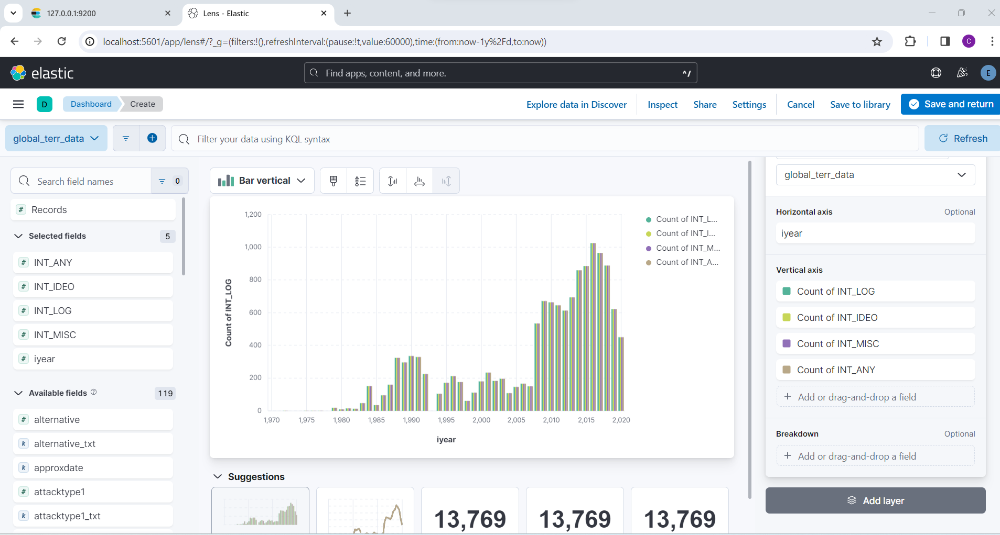 127.0.0.1:9200
Lens - Elastic
localhost:5601/app/lens#/?_g=(filters:!(),refreshInterval:(pause:!t,value:60000),time:(from:now-1y%2Fd,to:now))
C
elastic
Find apps, content, and more.
^/
E
D
Dashboard
Create
Explore data in Discover
Inspect
Share
Settings
Cancel
Save to library
Save and return
global_terr_data
Filter your data using KQL syntax
Refresh
Search field names
0
# Records
Selected fields
5
# INT_ANY
# INT_IDEO
# INT_LOG
# INT_MISC
# iyear
Available fields
119
# alternative
k alternative_txt
k approxdate
# attacktype1
k attacktype1_txt
Bar vertical
1,200
1,000
800
600
400
200
0
Count of INT_LOG
1,970
1,975
1,980
1,985
1,990
1,995
2,000
2,005
2,010
2,015
2,020
iyear
Count of INT_L...
Count of INT_I...
Count of INT_M...
Count of INT_A...
Suggestions
13,769
13,769
13,769
global_terr_data
Horizontal axis
Optional
iyear
Vertical axis
Count of INT_LOG
Count of INT_IDEO
Count of INT_MISC
Count of INT_ANY
+ Add or drag-and-drop a field
Breakdown
Optional
+ Add or drag-and-drop a field
Add layer